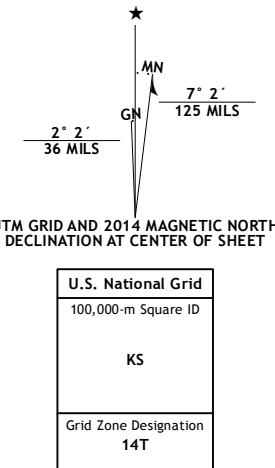 ★
MN
GN
7° 2´
125 MILS
2° 2´
36 MILS
UTM GRID AND 2014 MAGNETIC NORTH
DECLINATION AT CENTER OF SHEET
U.S. National Grid
100,000-m Square ID
KS
Grid Zone Designation
14T